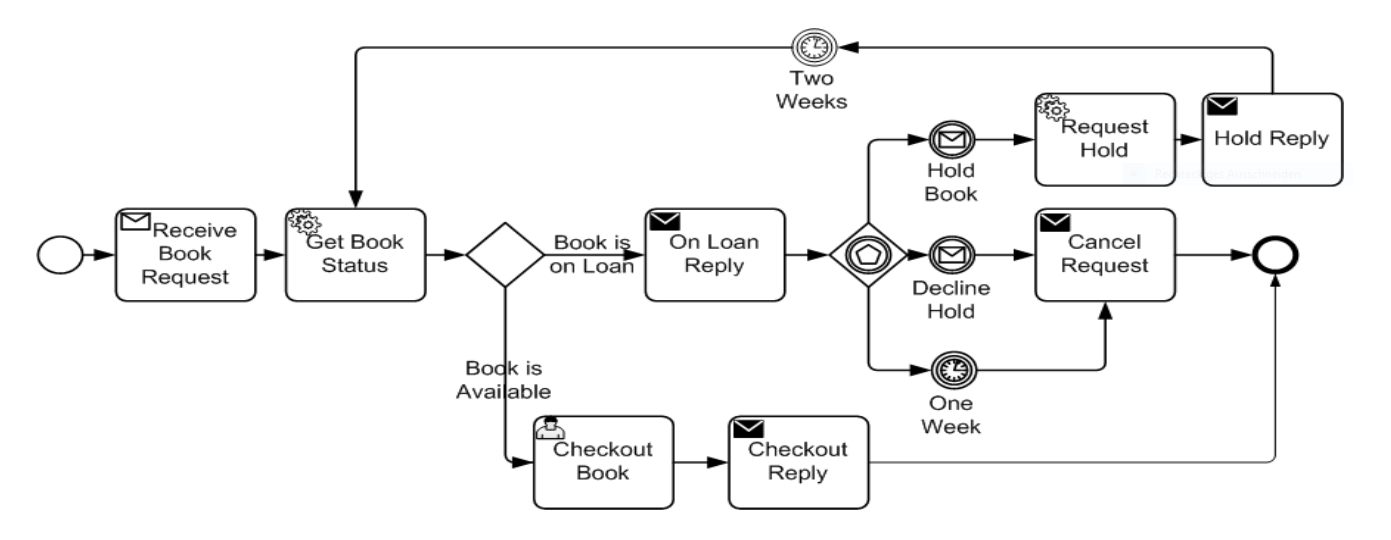 Two
Weeks
Request
Hold
Hold Reply
Hold
Book
Receive
Book
Request
Get Book
Status
Book is
on Loan
On Loan
Reply
Decline
Hold
Cancel
Request
Book is
Available
One
Week
Checkout
Book
Checkout
Reply